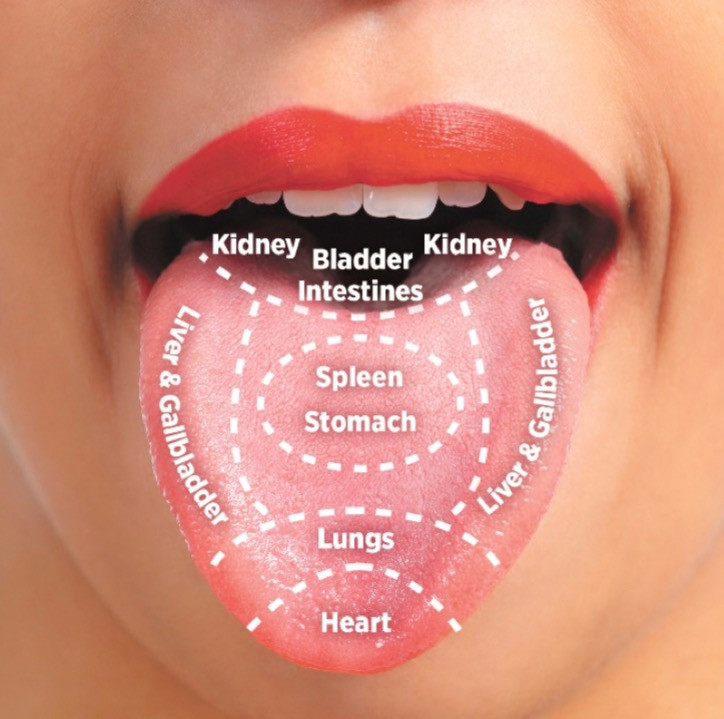 Kidney
Bladder
Kidney
Intestines
Liver & Gallbladder
Spleen
Stomach
Liver & Gallbladder
Lungs
Heart